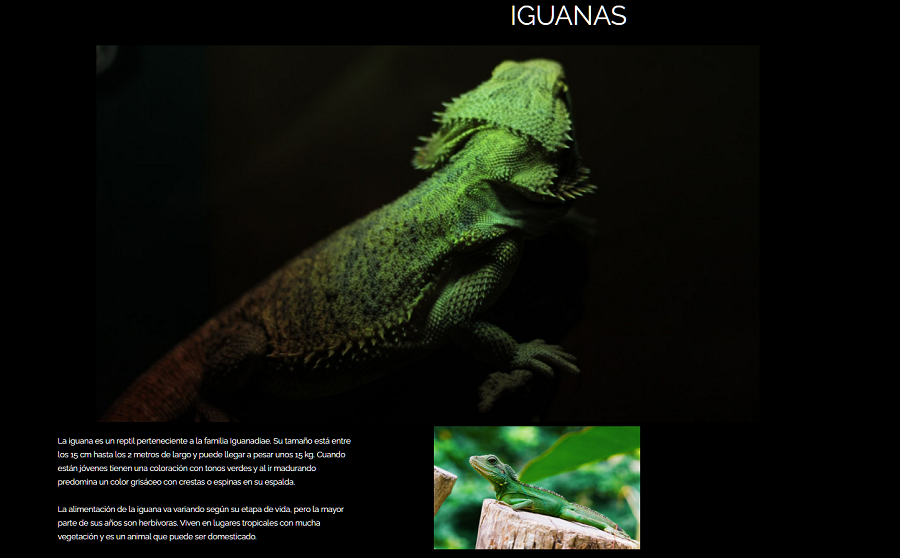 IGUANAS
La iguana es un reptil perteneciente a la familia Iguanadiae. Su tamaño está entre
los 15 cm hasta los 2 metros de largo y puede llegar a pesar unos 15 kg. Cuando
están jóvenes tienen una coloración con tonos verdes y al ir madurando
predomina un color grisáceo con crestas o espinas en su espalda.
La alimentación de la iguana va variando según su etapa de vida, pero la mayor
parte de sus años son herbívoras. Viven en lugares tropicales con mucha
vegetación y es un animal que puede ser domesticado.